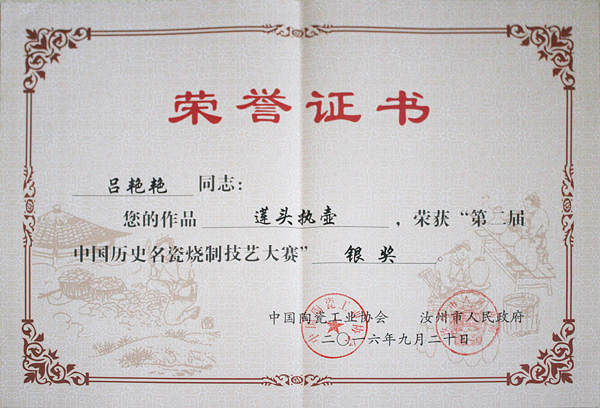 荣誉证书
吕艳艳 同志：
您的作品 莲头执壶 ，荣获“第二届
中国历史名瓷烧制技艺大赛” 银奖 。
中国陶瓷工业协会 汝州市人民政府
二〇一六年九月二十日